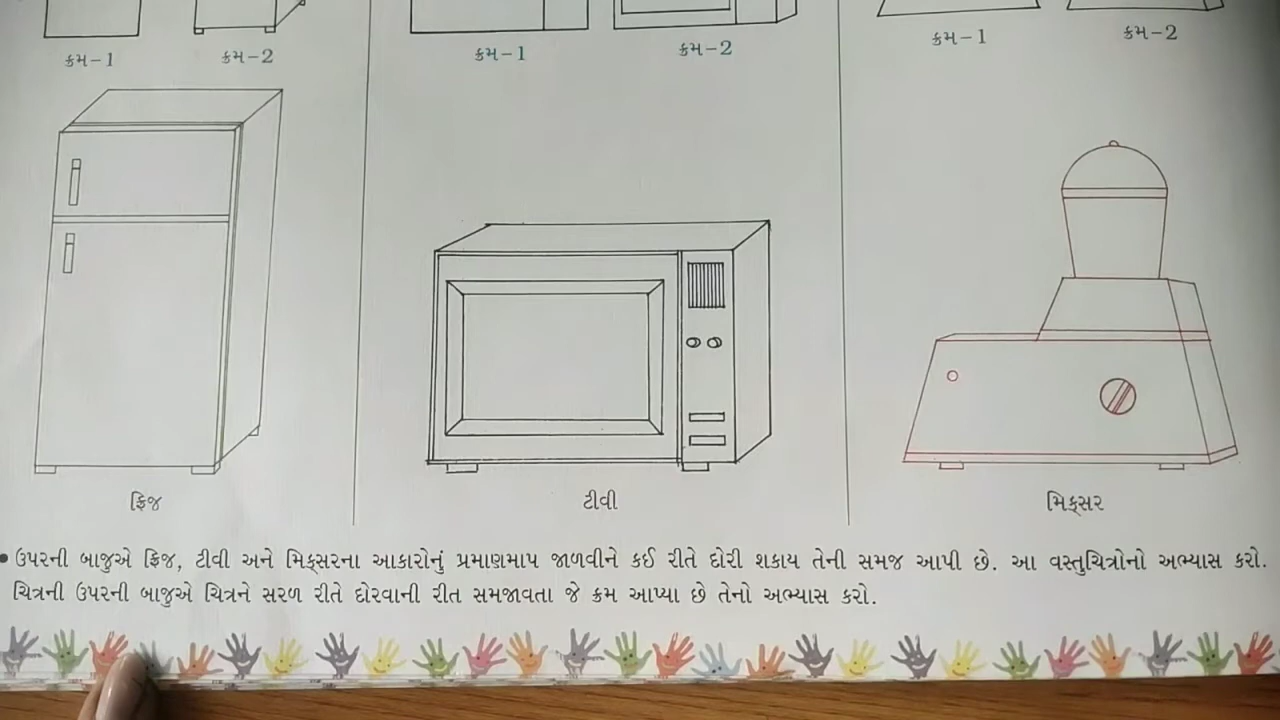 ક્રમ-1
ક્રમ-2
ક્રમ-1
ક્રમ-2
ક્રમ-1
ક્રમ-2
ફ્રિજ
ટીવી
મિક્સર
• ઉપરની બાજુએ ફ્રિજ, ટીવી અને મિક્સરના આકારોનું પ્રમાણમાપ જાળવીને કઈ રીતે દોરી શકાય તેની સમજ આપી છે. આ વસ્તુચિત્રોનો અભ્યાસ કરો.
ચિત્રની ઉપરની બાજુએ ચિત્રને સરળ રીતે દોરવાની રીત સમજાવતા જે ક્રમ આપ્યા છે તેનો અભ્યાસ કરો.